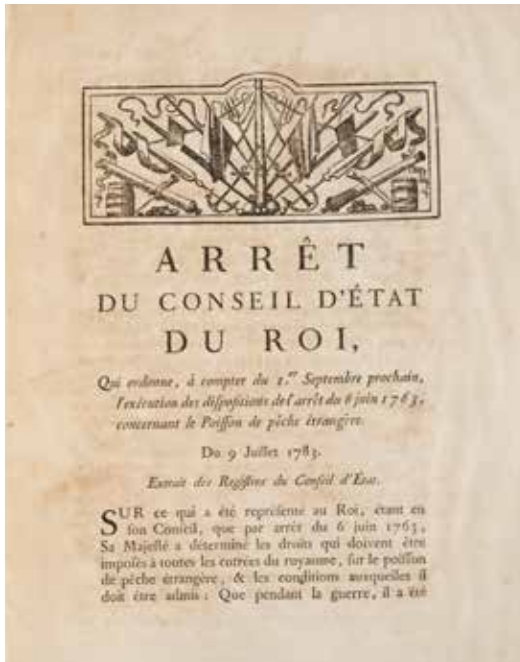 ARRÊT
DU CONSEIL D'ÉTAT
DU ROI,
Qui ordonne, à compter du 1.er Septembre prochain,
l'exécution des dispositions de l'arrêt du 6 juin 1763,
concernant le Poisson de pêche étrangère.
Du 9 Juillet 1783.
Extrait des Registres du Conseil d'État.
SUR ce qui a été représenté au Roi, étant en
son Conseil, que par arrêt du 6 juin 1763,
Sa Majesté a déterminé les droits qui doivent être
imposés à toutes les entrées du royaume, sur le poisson
de pêche étrangère, & les conditions auxquelles il
doit être admis : Que pendant la guerre, il a été